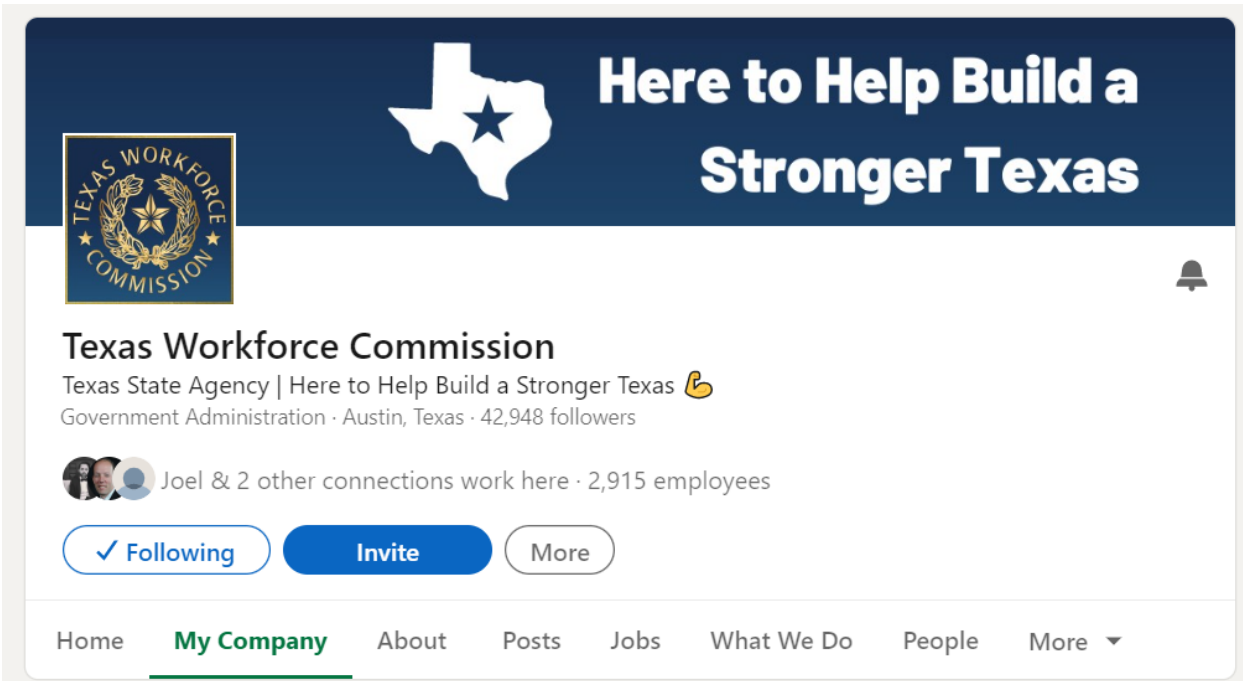 Here to Help Build a
Stronger Texas
TEXAS WORKFORCE COMMISSION
Texas Workforce Commission
Texas State Agency | Here to Help Build a Stronger Texas 💪
Government Administration · Austin, Texas · 42,948 followers
Joel & 2 other connections work here · 2,915 employees
✓ Following Invite More
Home My Company About Posts Jobs What We Do People More